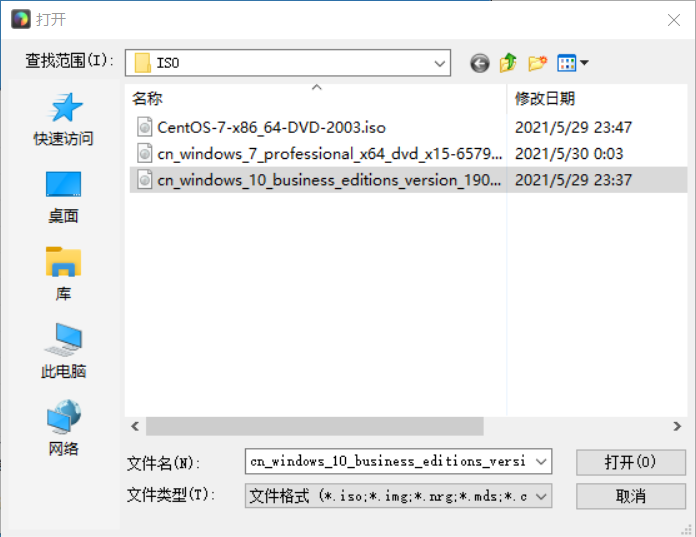 打开
查找范围(I):
ISO
名称
修改日期
CentOS-7-x86_64-DVD-2003.iso
2021/5/29 23:47
cn_windows_7_professional_x64_dvd_x15-6579...
2021/5/30 0:03
cn_windows_10_business_editions_version_190...
2021/5/29 23:37
快速访问
桌面
库
此电脑
网络
文件名(N):
cn_windows_10_business_editions_versi
打开(O)
文件类型(T):
文件格式 (*.iso;*.img;*.nrg;*.mds;*.c
取消